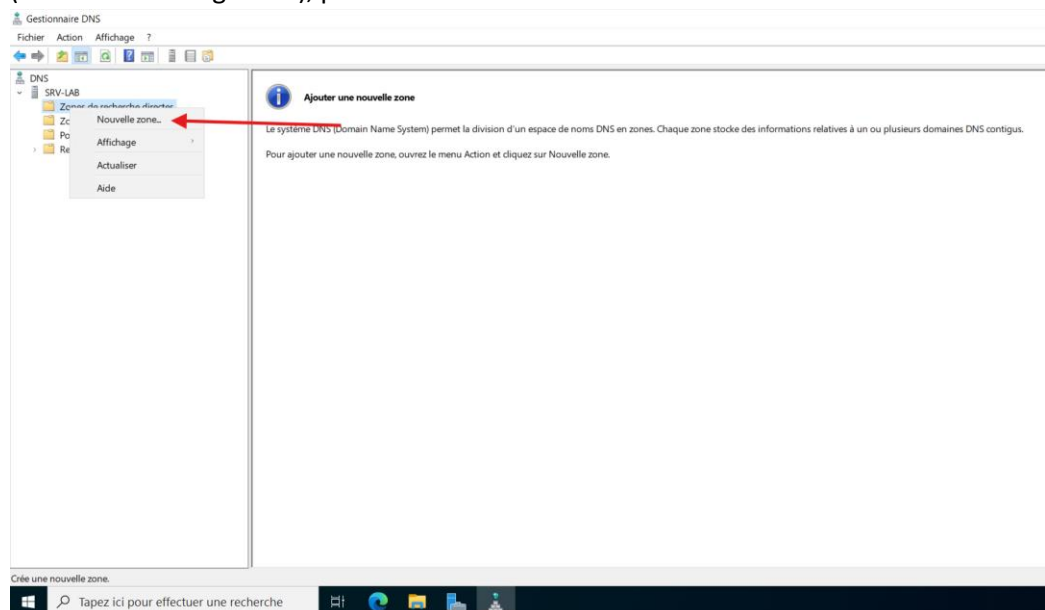 Gestionnaire DNS
Fichier Action Affichage ?
DNS
SRV-LAB
Zones de recherche directes
Zo
Po
Re
Nouvelle zone...
Affichage
Actualiser
Aide
Ajouter une nouvelle zone
Le système DNS (Domain Name System) permet la division d'un espace de noms DNS en zones. Chaque zone stocke des informations relatives à un ou plusieurs domaines DNS contigus.
Pour ajouter une nouvelle zone, ouvrez le menu Action et cliquez sur Nouvelle zone.
Crée une nouvelle zone.
Tapez ici pour effectuer une recherche